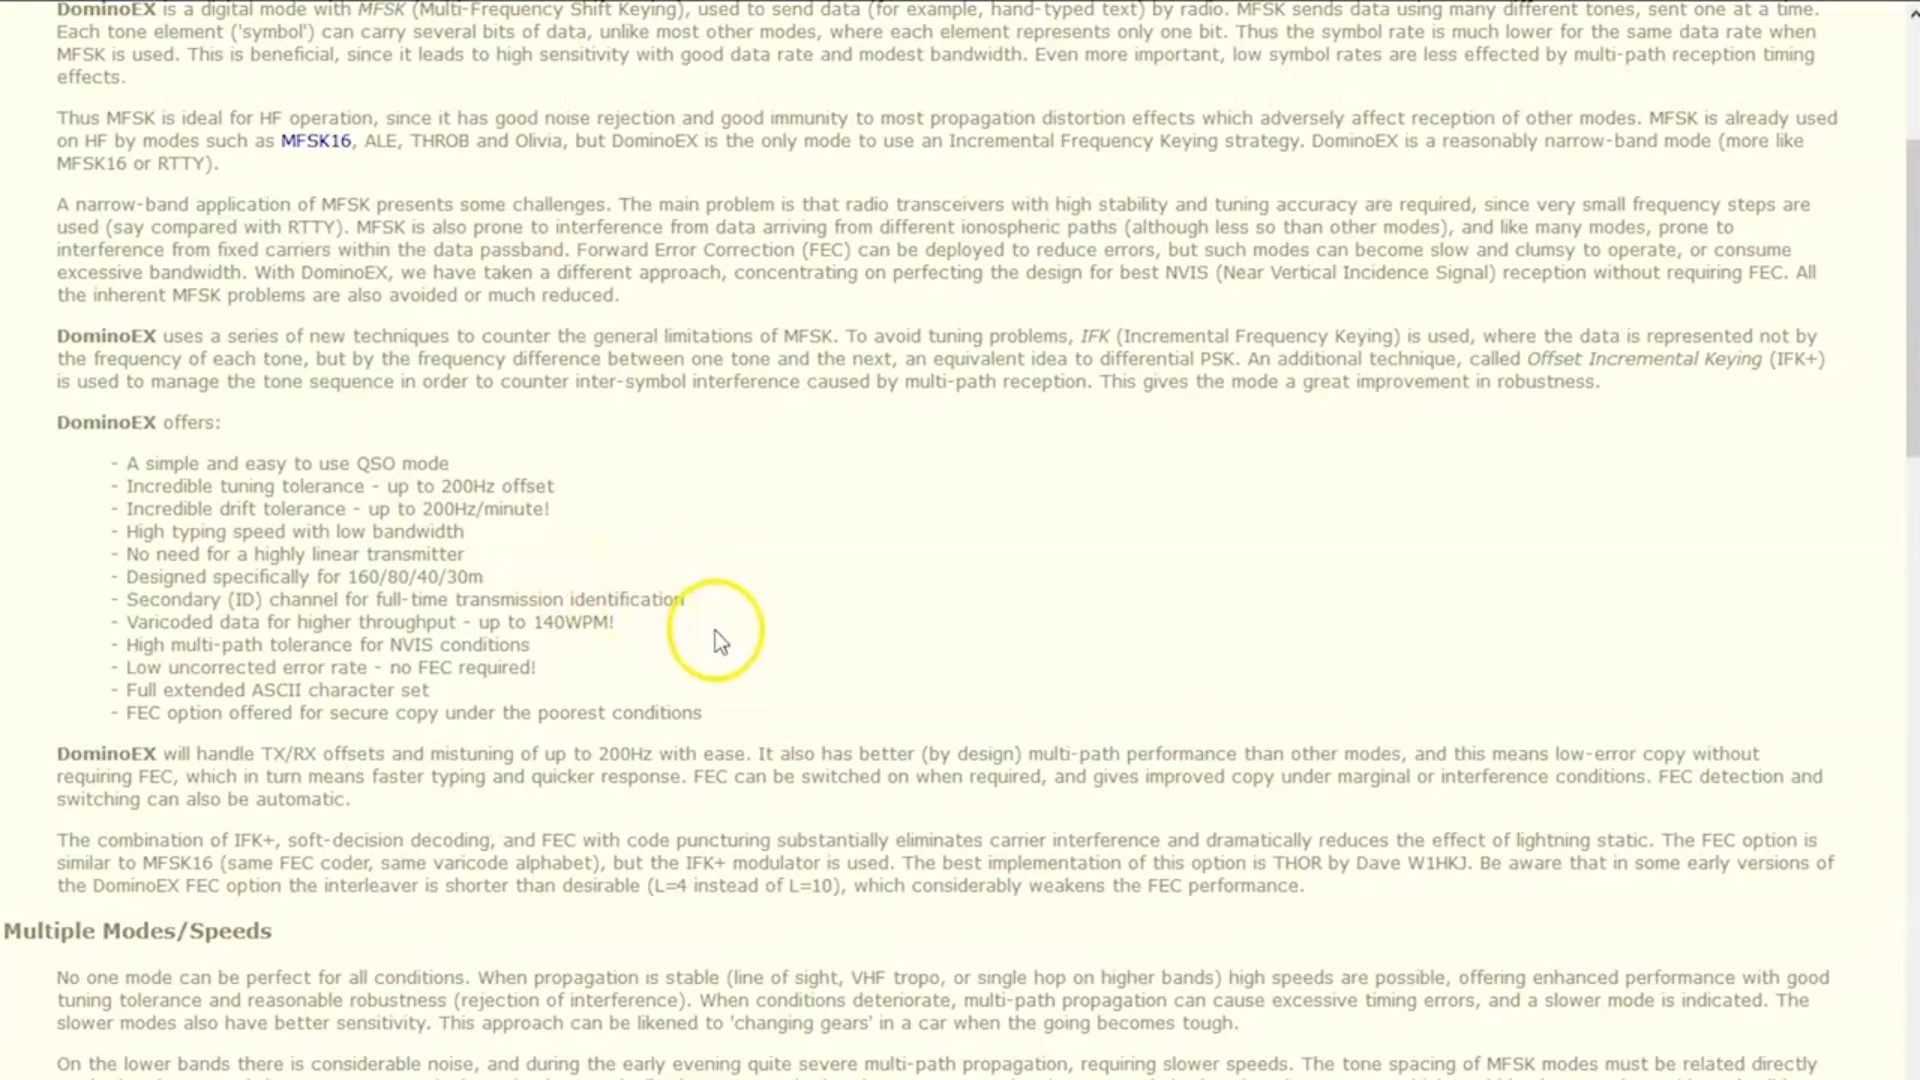 DominoEX is a digital mode with MFSK (Multi-Frequency Shift Keying), used to send data (for example, hand-typed text) by radio. MFSK sends data using many different tones, sent one at a time.
Each tone element ('symbol') can carry several bits of data, unlike most other modes, where each element represents only one bit. Thus the symbol rate is much lower for the same data rate when
MFSK is used. This is beneficial, since it leads to high sensitivity with good data rate and modest bandwidth. Even more important, low symbol rates are less effected by multi-path reception timing
effects.
Thus MFSK is ideal for HF operation, since it has good noise rejection and good immunity to most propagation distortion effects which adversely affect reception of other modes. MFSK is already used
on HF by modes such as MFSK16, ALE, THROB and Olivia, but DominoEX is the only mode to use an Incremental Frequency Keying strategy. DominoEX is a reasonably narrow-band mode (more like
MFSK16 or RTTY).
A narrow-band application of MFSK presents some challenges. The main problem is that radio transceivers with high stability and tuning accuracy are required, since very small frequency steps are
used (say compared with RTTY). MFSK is also prone to interference from data arriving from different ionospheric paths (although less so than other modes), and like many modes, prone to
interference from fixed carriers within the data passband. Forward Error Correction (FEC) can be deployed to reduce errors, but such modes can become slow and clumsy to operate, or consume
excessive bandwidth. With DominoEX, we have taken a different approach, concentrating on perfecting the design for best NVIS (Near Vertical Incidence Signal) reception without requiring FEC. All
the inherent MFSK problems are also avoided or much reduced.
DominoEX uses a series of new techniques to counter the general limitations of MFSK. To avoid tuning problems, IFK (Incremental Frequency Keying) is used, where the data is represented not by
the frequency of each tone, but by the frequency difference between one tone and the next, an equivalent idea to differential PSK. An additional technique, called Offset Incremental Keying (IFK+)
is used to manage the tone sequence in order to counter inter-symbol interference caused by multi-path reception. This gives the mode a great improvement in robustness.
DominoEX offers:
- A simple and easy to use QSO mode
- Incredible tuning tolerance - up to 200Hz offset
- Incredible drift tolerance - up to 200Hz/minute!
- High typing speed with low bandwidth
- No need for a highly linear transmitter
- Designed specifically for 160/80/40/30m
- Secondary (ID) channel for full-time transmission identification
- Varicoded data for higher throughput - up to 140WPM!
- High multi-path tolerance for NVIS conditions
- Low uncorrected error rate - no FEC required!
- Full extended ASCII character set
- FEC option offered for secure copy under the poorest conditions
DominoEX will handle TX/RX offsets and mistuning of up to 200Hz with ease. It also has better (by design) multi-path performance than other modes, and this means low-error copy without
requiring FEC, which in turn means faster typing and quicker response. FEC can be switched on when required, and gives improved copy under marginal or interference conditions. FEC detection and
switching can also be automatic.
The combination of IFK+, soft-decision decoding, and FEC with code puncturing substantially eliminates carrier interference and dramatically reduces the effect of lightning static. The FEC option is
similar to MFSK16 (same FEC coder, same varicode alphabet), but the IFK+ modulator is used. The best implementation of this option is THOR by Dave W1HKJ. Be aware that in some early versions of
the DominoEX FEC option the interleaver is shorter than desirable (L=4 instead of L=10), which considerably weakens the FEC performance.
Multiple Modes/Speeds
No one mode can be perfect for all conditions. When propagation is stable (line of sight, VHF tropo, or single hop on higher bands) high speeds are possible, offering enhanced performance with good
tuning tolerance and reasonable robustness (rejection of interference). When conditions deteriorate, multi-path propagation can cause excessive timing errors, and a slower mode is indicated. The
slower modes also have better sensitivity. This approach can be likened to 'changing gears' in a car when the going becomes tough.
On the lower bands there is considerable noise, and during the early evening quite severe multi-path propagation, requiring slower speeds. The tone spacing of MFSK modes must be related directly